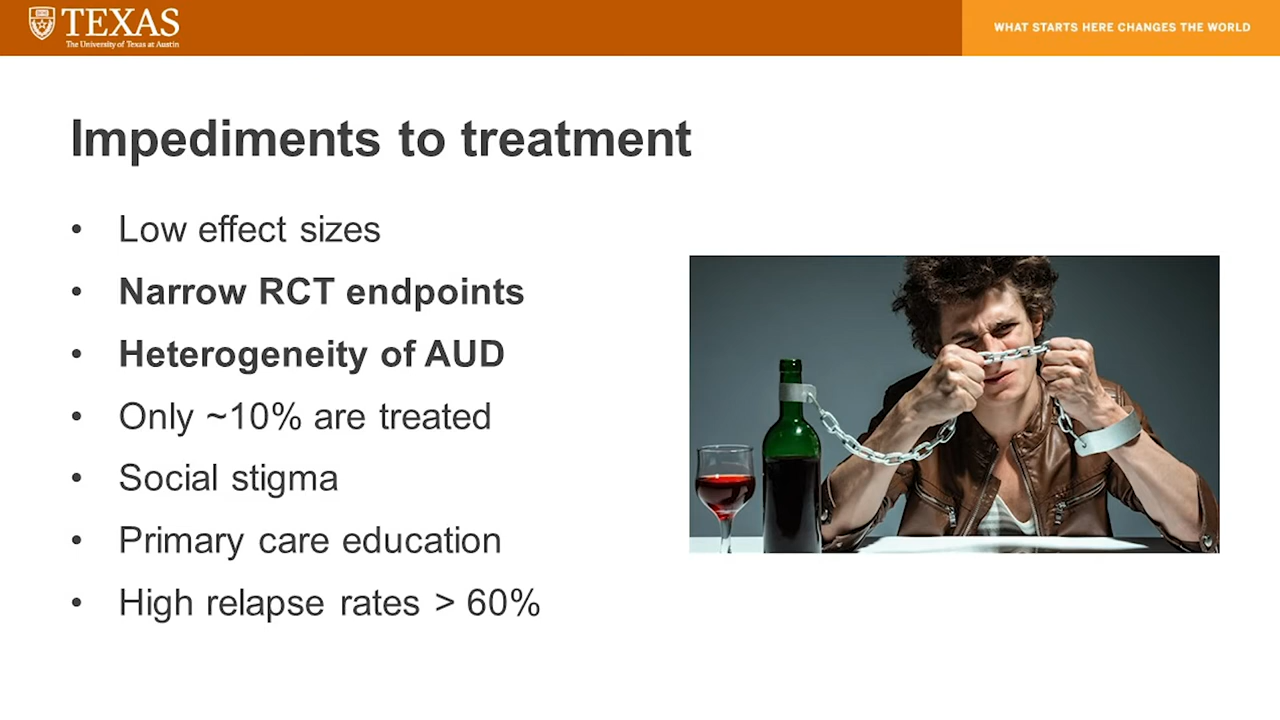 TEXAS
The University of Texas at Austin
WHAT STARTS HERE CHANGES THE WORLD
Impediments to treatment
• Low effect sizes
• Narrow RCT endpoints
• Heterogeneity of AUD
• Only ~10% are treated
• Social stigma
• Primary care education
• High relapse rates > 60%